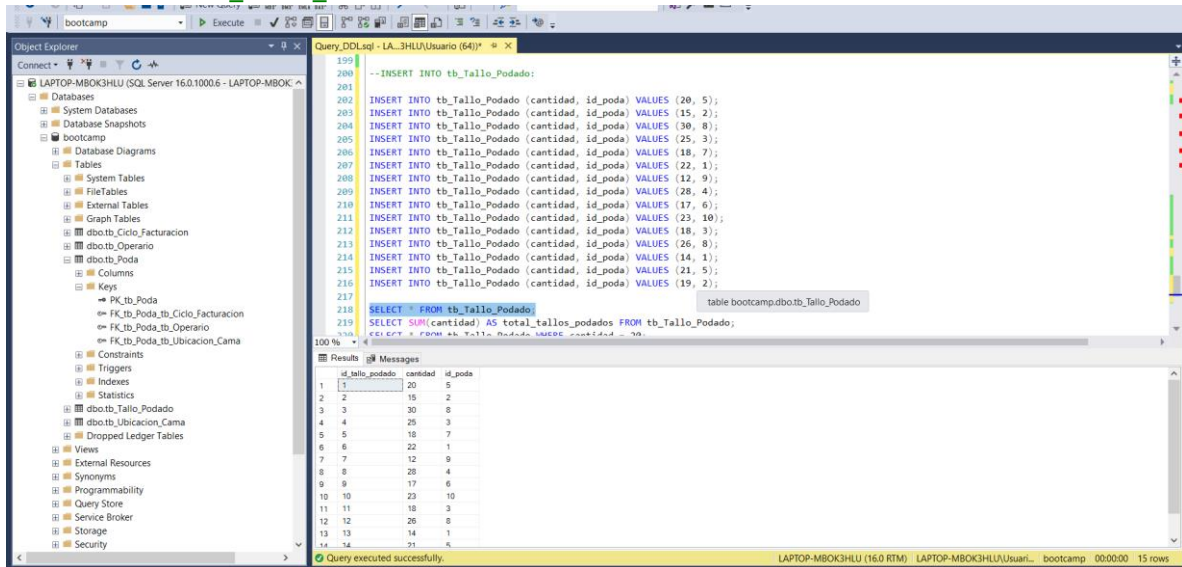 bootcamp
Execute
Object Explorer
Connect
LAPTOP-MBOK3HLU (SQL Server 16.0.1000.6 - LAPTOP-MBOK
Databases
System Databases
Database Snapshots
bootcamp
Database Diagrams
Tables
System Tables
FileTables
External Tables
Graph Tables
dbo.tb_Ciclo_Facturacion
dbo.tb_Operario
dbo.tb_Poda
Columns
Keys
PK_tb_Poda
FK_tb_Poda_tb_Ciclo_Facturacion
FK_tb_Poda_tb_Operario
FK_tb_Poda_tb_Ubicacion_Cama
Constraints
Triggers
Indexes
Statistics
dbo.tb_Tallo_Podado
dbo.tb_Ubicacion_Cama
Dropped Ledger Tables
Views
External Resources
Synonyms
Programmability
Query Store
Service Broker
Storage
Security
Query_DDL.sql - LA...3HLU\Usuario (64))*
199
200 --INSERT INTO tb_Tallo_Podado:
201
202 INSERT INTO tb_Tallo_Podado (cantidad, id_poda) VALUES (20, 5);
203 INSERT INTO tb_Tallo_Podado (cantidad, id_poda) VALUES (15, 2);
204 INSERT INTO tb_Tallo_Podado (cantidad, id_poda) VALUES (30, 8);
205 INSERT INTO tb_Tallo_Podado (cantidad, id_poda) VALUES (25, 3);
206 INSERT INTO tb_Tallo_Podado (cantidad, id_poda) VALUES (18, 7);
207 INSERT INTO tb_Tallo_Podado (cantidad, id_poda) VALUES (22, 1);
208 INSERT INTO tb_Tallo_Podado (cantidad, id_poda) VALUES (12, 9);
209 INSERT INTO tb_Tallo_Podado (cantidad, id_poda) VALUES (28, 4);
210 INSERT INTO tb_Tallo_Podado (cantidad, id_poda) VALUES (17, 6);
211 INSERT INTO tb_Tallo_Podado (cantidad, id_poda) VALUES (23, 10);
212 INSERT INTO tb_Tallo_Podado (cantidad, id_poda) VALUES (18, 3);
213 INSERT INTO tb_Tallo_Podado (cantidad, id_poda) VALUES (26, 8);
214 INSERT INTO tb_Tallo_Podado (cantidad, id_poda) VALUES (14, 1);
215 INSERT INTO tb_Tallo_Podado (cantidad, id_poda) VALUES (21, 5);
216 INSERT INTO tb_Tallo_Podado (cantidad, id_poda) VALUES (19, 2);
217
table bootcamp.dbo.tb_Tallo_Podado
218 SELECT * FROM tb_Tallo_Podado;
219 SELECT SUM(cantidad) AS total_tallos_podados FROM tb_Tallo_Podado;
220 SELECT * FROM tb_Tallo_Podado WHERE cantidad = 20;
100 %
Results Messages
id_tallo_podado cantidad id_poda
1 1 20 5
2 2 15 2
3 3 30 8
4 4 25 3
5 5 18 7
6 6 22 1
7 7 12 9
8 8 28 4
9 9 17 6
10 10 23 10
11 11 18 3
12 12 26 8
13 13 14 1
14 14 21 5
Query executed successfully.
LAPTOP-MBOK3HLU (16.0 RTM) LAPTOP-MBOK3HLU\Usuari... bootcamp 00:00:00 15 rows